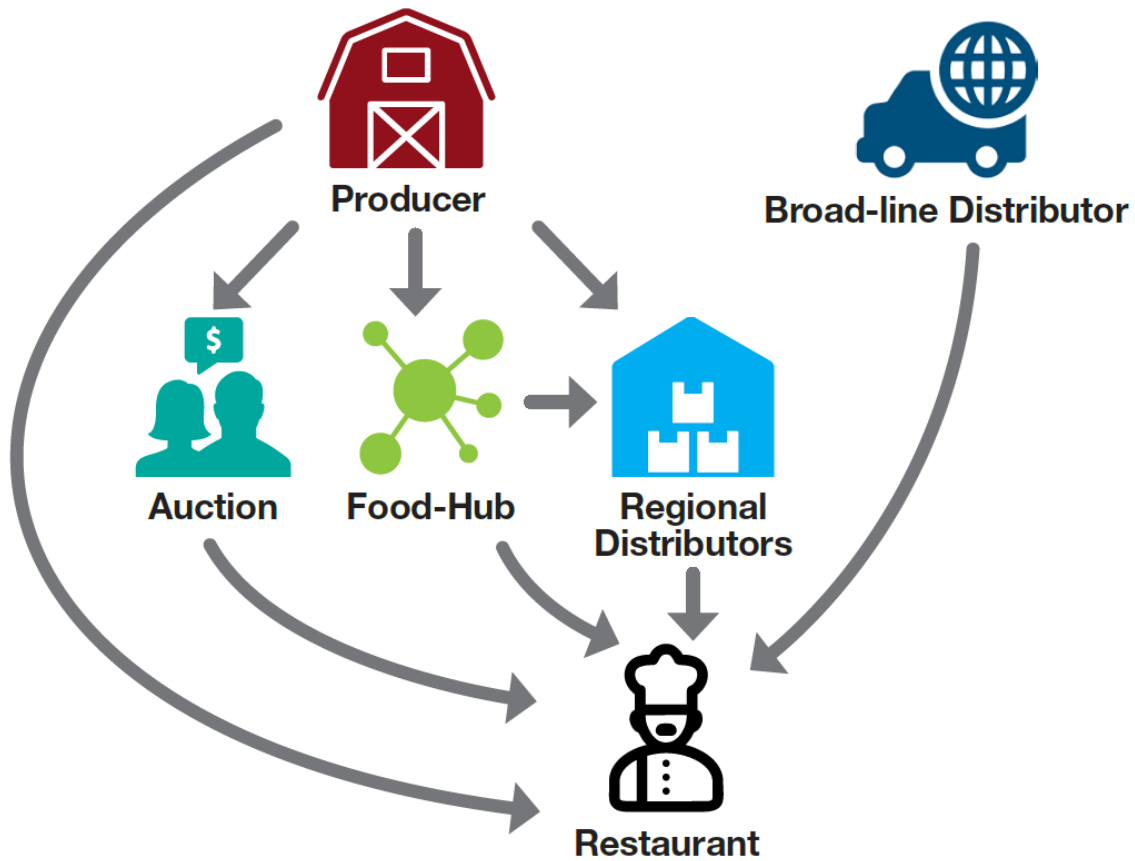 Producer
Broad-line Distributor
$
Auction
Food-Hub
Regional
Distributors
Restaurant